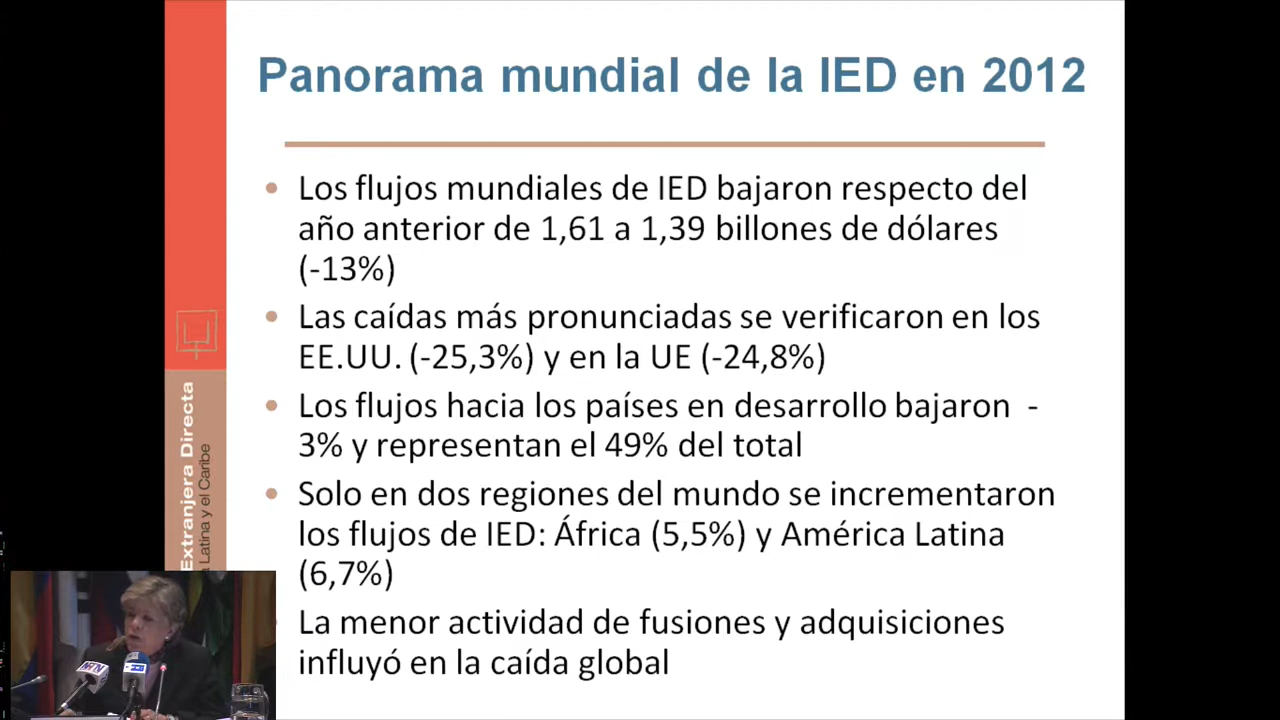 Panorama mundial de la IED en 2012
Los flujos mundiales de IED bajaron respecto del
año anterior de 1,61 a 1,39 billones de dólares
(-13%)
Las caídas más pronunciadas se verificaron en los
EE.UU. (-25,3%) y en la UE (-24,8%)
Los flujos hacia los países en desarrollo bajaron -
3% y representan el 49% del total
Solo en dos regiones del mundo se incrementaron
los flujos de IED: África (5,5%) y América Latina
(6,7%)
La menor actividad de fusiones y adquisiciones
influyó en la caída global
Extranjera Directa
Latina y el Caribe